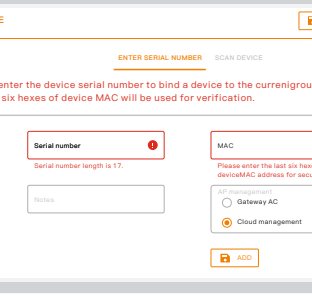 E
ENTER SERIAL NUMBER SCAN DEVICE
enter the device serial number to bind a device to the currenigrou
six hexes of device MAC will be used for verification.
Serial number
MAC
Serial number length is 17.
Please enter the last six hex
deviceMAC address for secu
Notes
AP management
Gateway AC
Cloud management
ADD